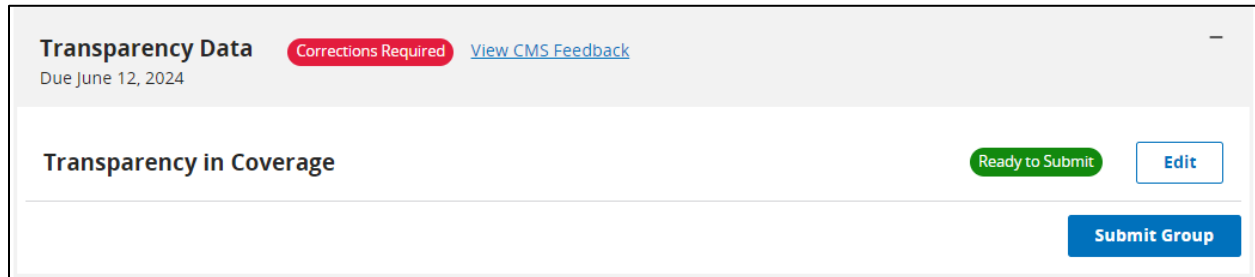 Transparency Data Corrections Required View CMS Feedback
Due June 12, 2024
Transparency in Coverage Ready to Submit Edit
Submit Group